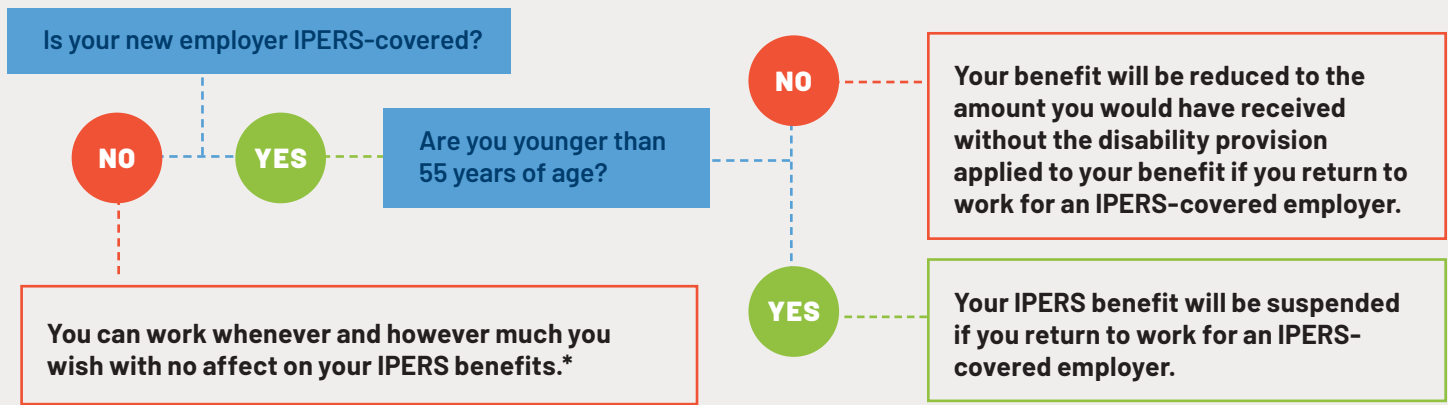 Is your new employer IPERS-covered?
NO
YES
Are you younger than
55 years of age?
NO
Your benefit will be reduced to the
amount you would have received
without the disability provision
applied to your benefit if you return to
work for an IPERS-covered employer.
YES
Your IPERS benefit will be suspended
if you return to work for an IPERS-
covered employer.
You can work whenever and however much you
wish with no affect on your IPERS benefits.*